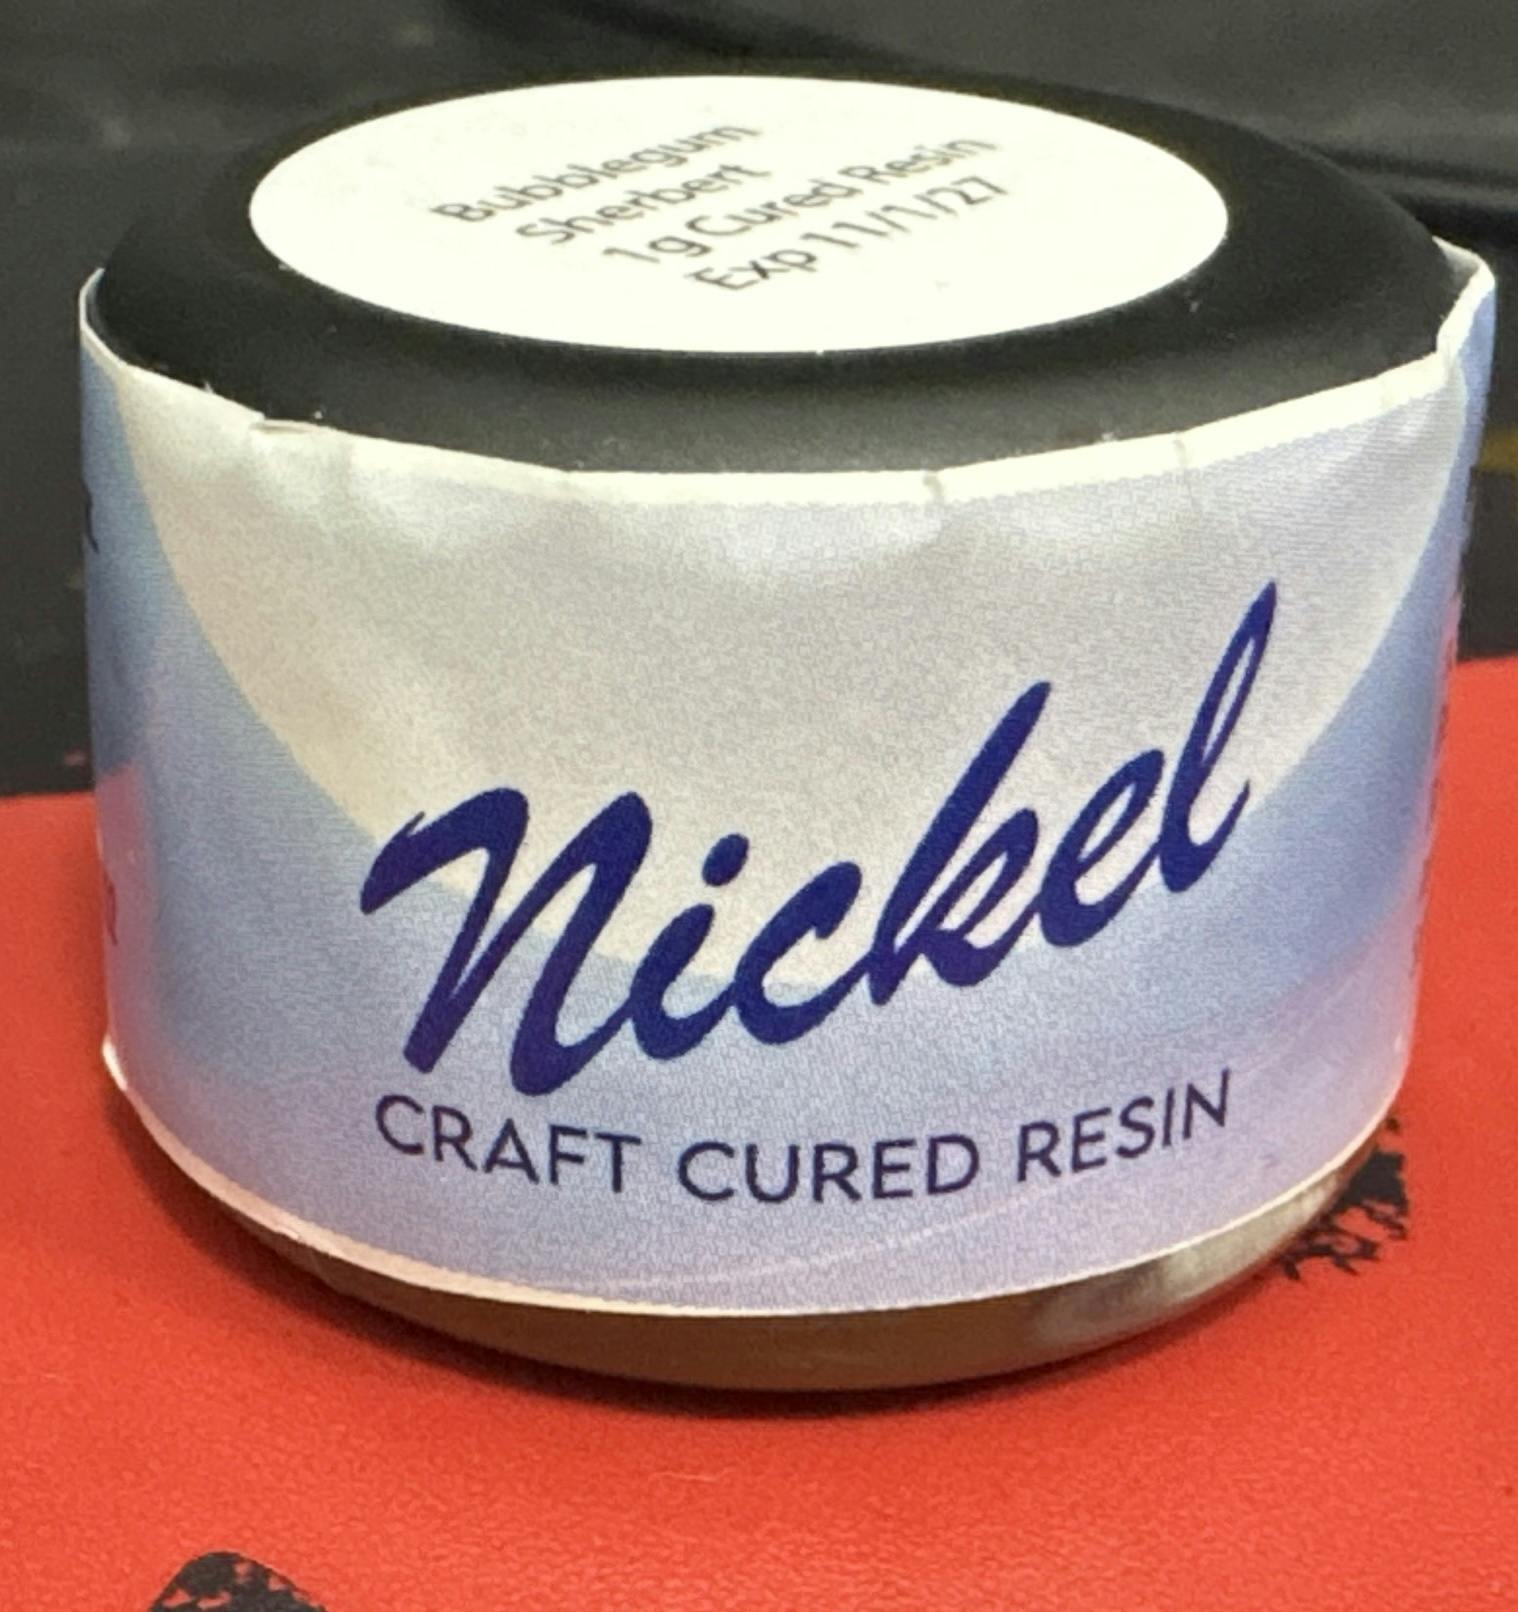 Bubblegum
Sherbert
1g Cured Resin
Exp 11/1/27
Nickel
CRAFT CURED RESIN